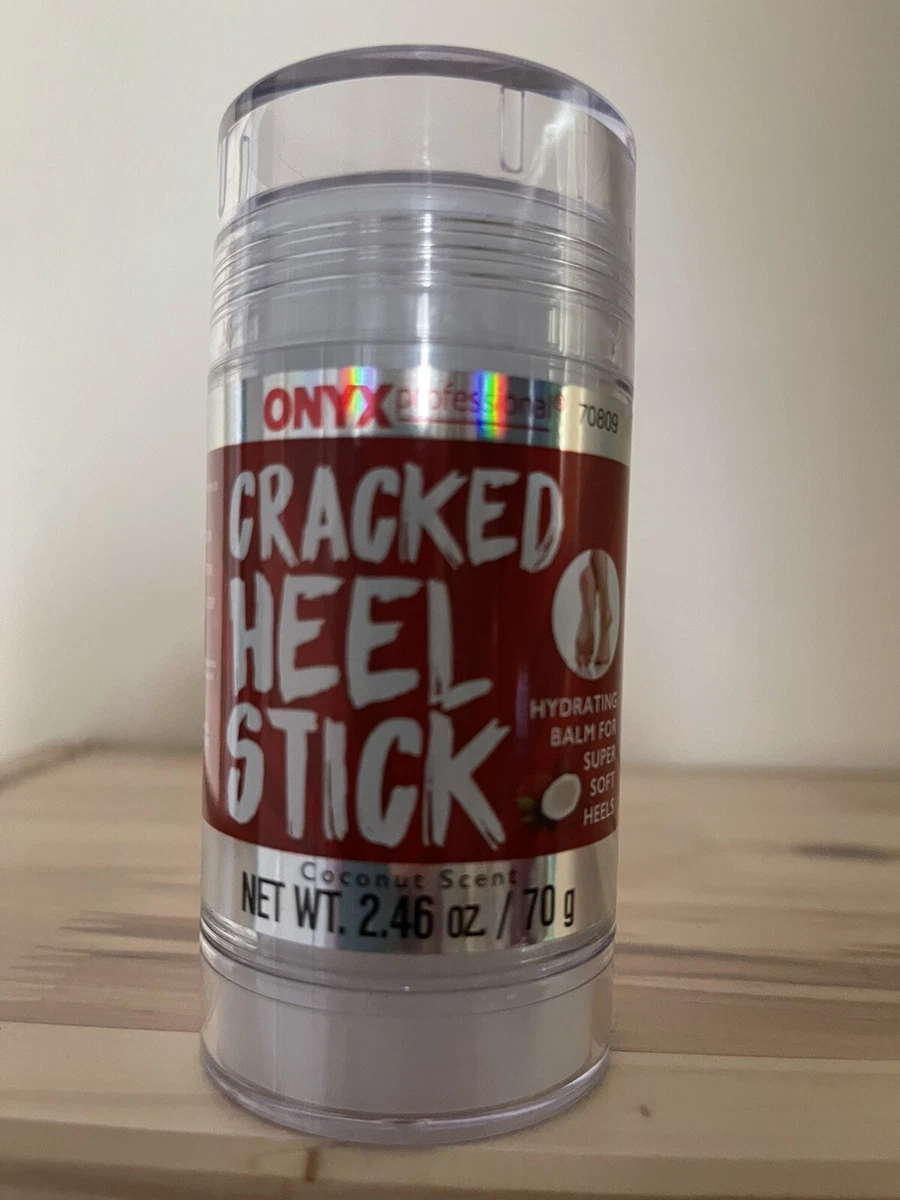 ONYX professional® 70809
CRACKED
HEEL
STICK
HYDRATING
BALM FOR
SUPER
SOFT
HEELS
Coconut Scent
NET WT. 2.46 oz. / 70 g